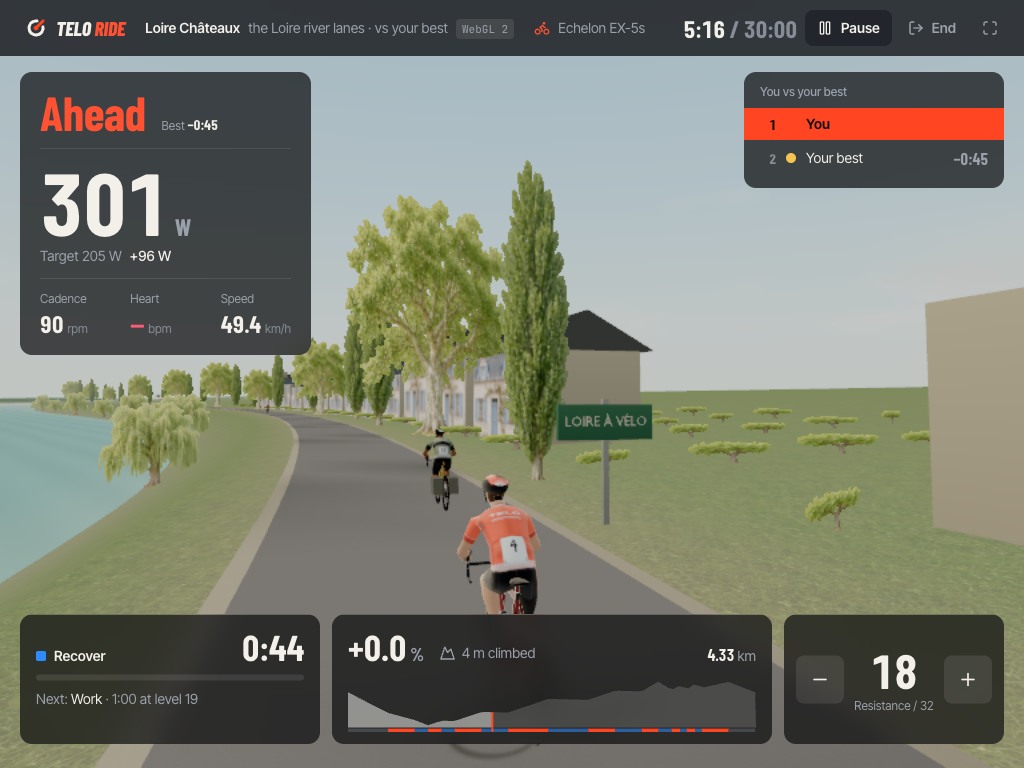 TELO RIDE Loire Châteaux the Loire river lanes · vs your best WebGL 2 Echelon EX-5s 5:16 / 30:00 Pause End
Ahead Best −0:45
301 W
Target 205 W +96 W
Cadence Heart Speed
90 rpm – bpm 49.4 km/h
You vs your best
1 You
2 Your best −0:45
LOIRE À VÉLO
TELO
4
Recover 0:44
Next: Work · 1:00 at level 19
+0.0 % 4 m climbed 4.33 km
− 18 +
Resistance / 32